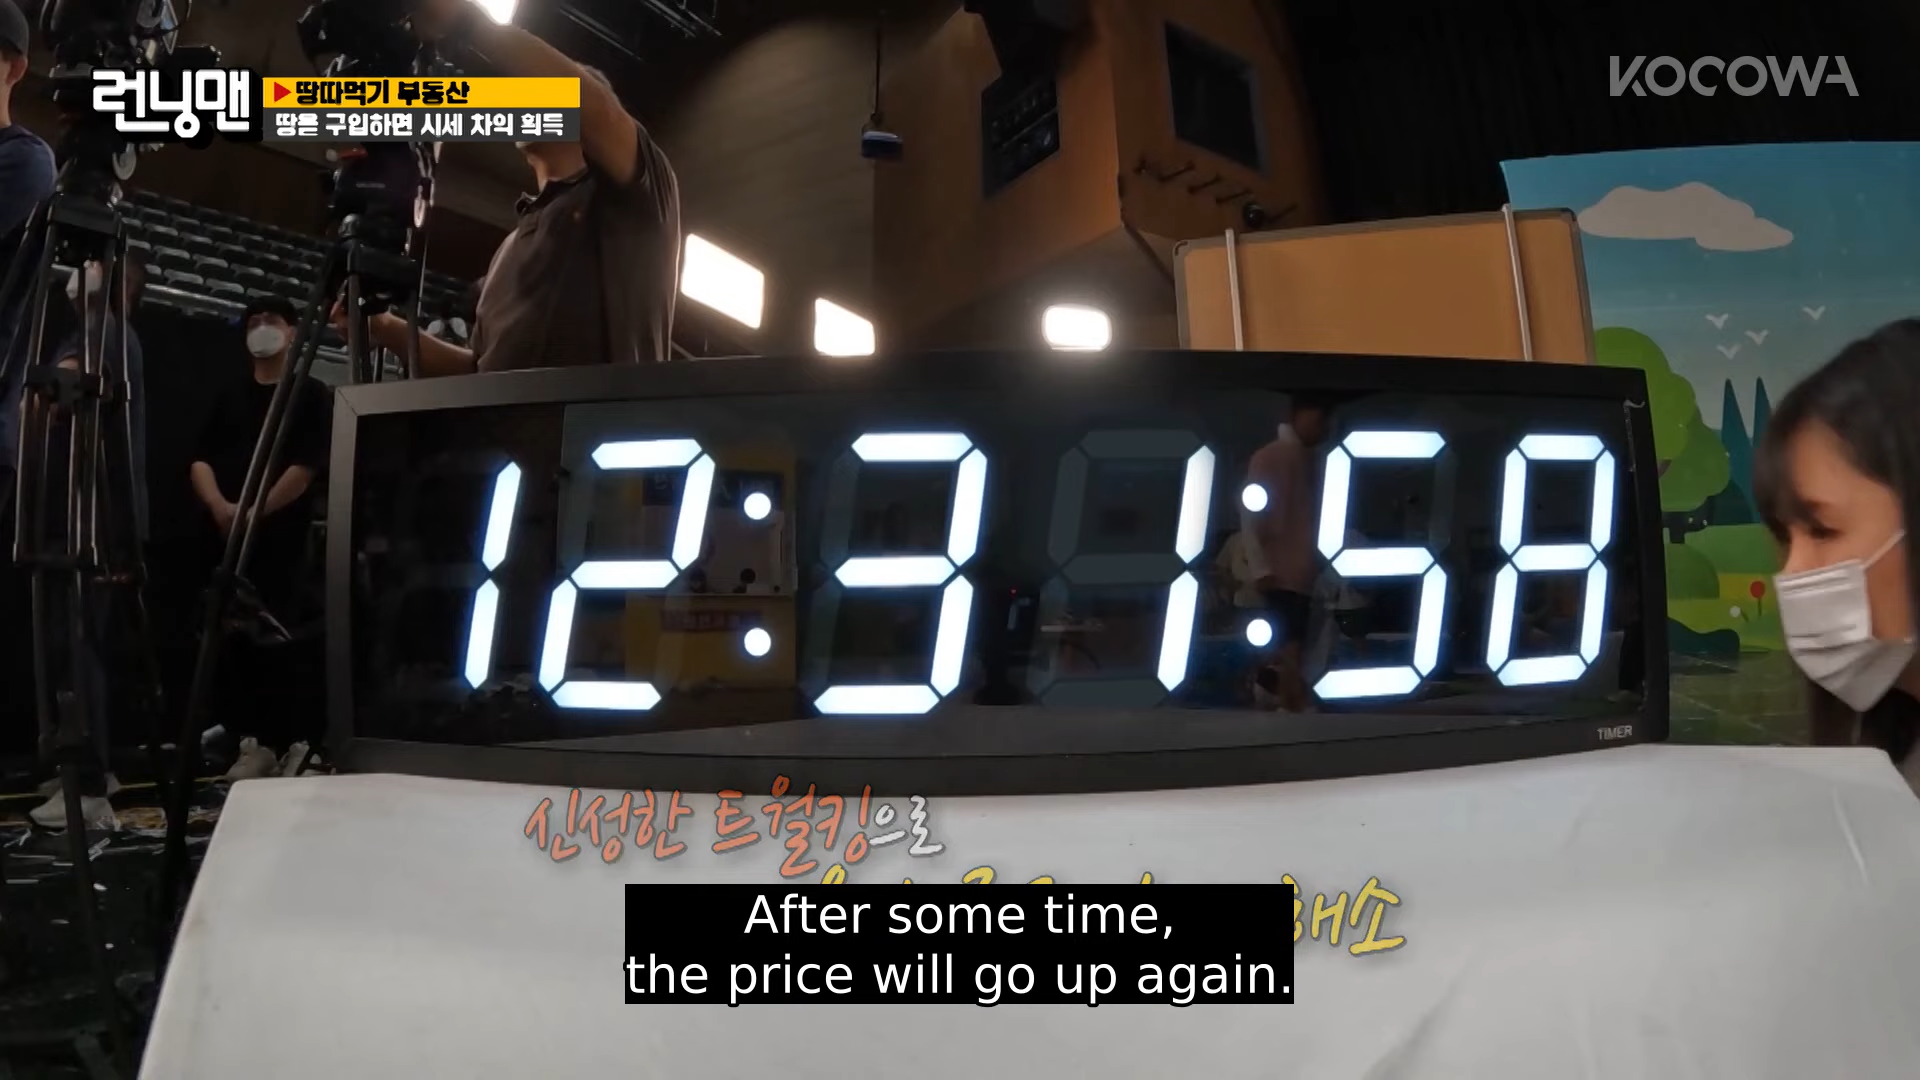 런닝맨
▶땅따먹기 부동산
땅을 구입하면 시세 차익 획득
KOCOWA
12:31:58
TIMER
신성한 트월킹으로
해소
After some time,
the price will go up again.